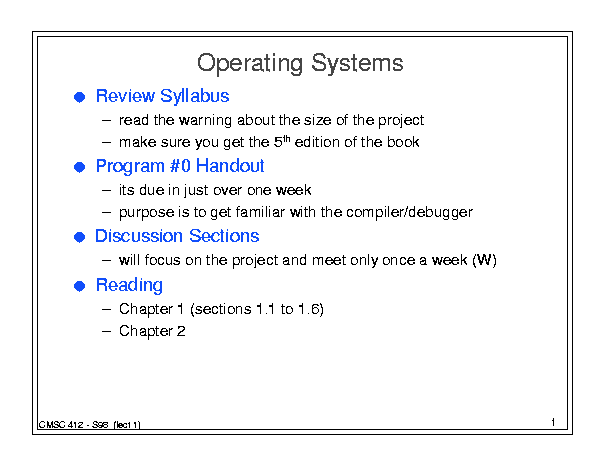 Operating Systems
● Review Syllabus
– read the warning about the size of the project
– make sure you get the 5th edition of the book
● Program #0 Handout
– its due in just over one week
– purpose is to get familiar with the compiler/debugger
● Discussion Sections
– will focus on the project and meet only once a week (W)
● Reading
– Chapter 1 (sections 1.1 to 1.6)
– Chapter 2
CMSC 412 - S98 (lect 1)
1